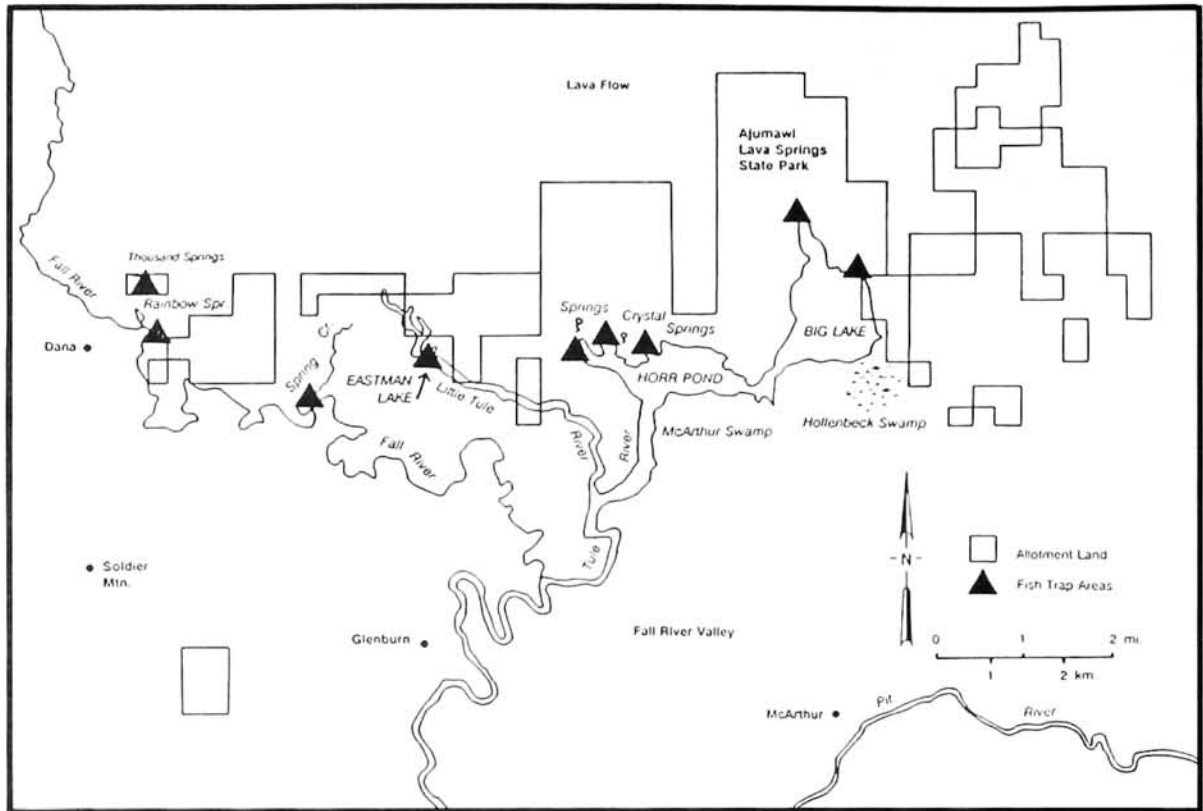 Lava Flow
Ajumawi
Lava Springs
State Park
Thousand Springs
Fall River
Rainbow Spr.
Dana
Springs
Crystal
Springs
BIG LAKE
HORR POND
Spring Cr.
EASTMAN
LAKE
Little Tule
River
River
McArthur Swamp
Hollenbeck Swamp
Fall
River
Tule
Soldier
Mtn.
N
Allotment Land
Fish Trap Areas
Glenburn
Fall River Valley
0 1 2 mi.
1 2 km.
McArthur
Pit
River